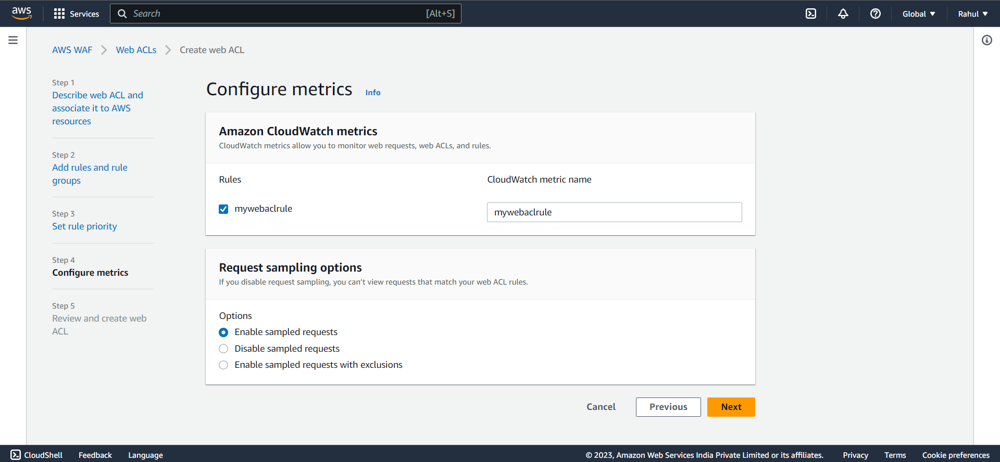 aws
Services
Search
[Alt+S]
Global
Rahul
AWS WAF
Web ACLs
Create web ACL
Step 1
Describe web ACL and
associate it to AWS
resources
Step 2
Add rules and rule
groups
Step 3
Set rule priority
Step 4
Configure metrics
Step 5
Review and create web
ACL
Configure metrics Info
Amazon CloudWatch metrics
CloudWatch metrics allow you to monitor web requests, web ACLs, and rules.
Rules
CloudWatch metric name
mywebaclrule
mywebaclrule
Request sampling options
If you disable request sampling, you can’t view requests that match your web ACL rules.
Options
Enable sampled requests
Disable sampled requests
Enable sampled requests with exclusions
Cancel
Previous
Next
CloudShell
Feedback
Language
© 2023, Amazon Web Services India Private Limited or its affiliates.
Privacy
Terms
Cookie preferences